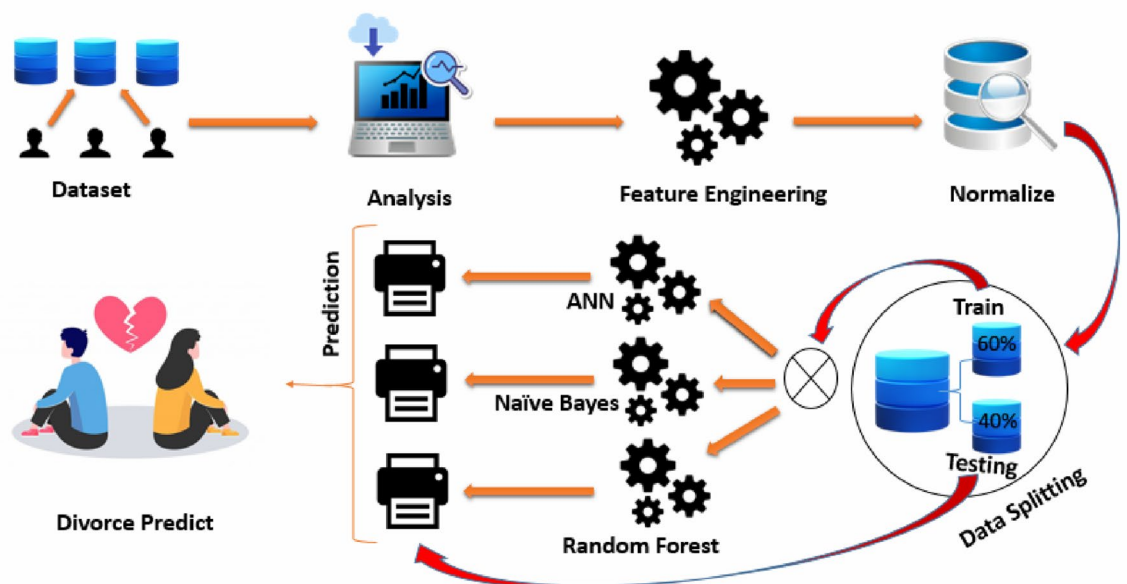 Dataset
Analysis
Feature Engineering
Normalize
Prediction
ANN
Naïve Bayes
Random Forest
Train
60%
40%
Testing
Data Splitting
Divorce Predict